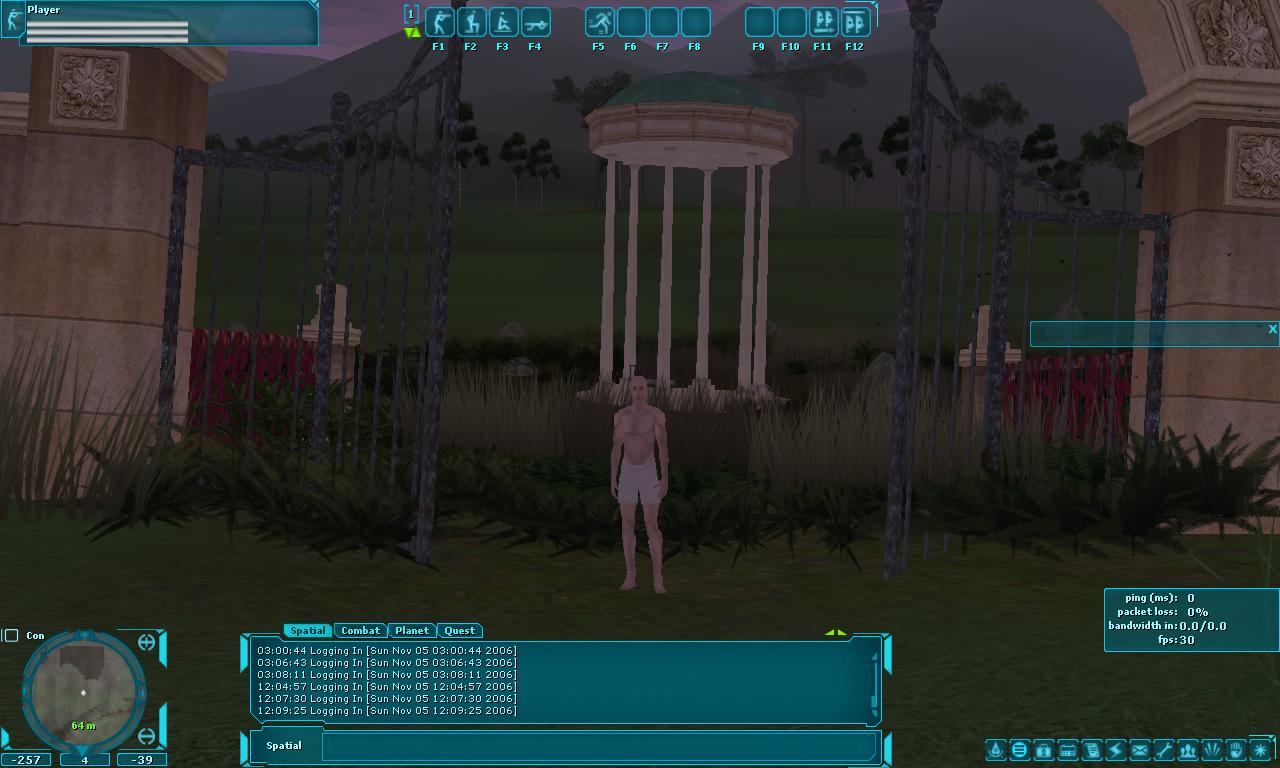 Player
1
F1 F2 F3 F4 F5 F6 F7 F8 F9 F10 F11 F12
X
ping (ms): 0
packet loss: 0%
bandwidth in:0.0/0.0
fps:30
Con
64 m
-257 4 -39
Spatial Combat Planet Quest
03:00:44 Logging In [Sun Nov 05 03:00:44 2006]
03:06:43 Logging In [Sun Nov 05 03:06:43 2006]
03:08:11 Logging In [Sun Nov 05 03:08:11 2006]
12:04:57 Logging In [Sun Nov 05 12:04:57 2006]
12:07:30 Logging In [Sun Nov 05 12:07:30 2006]
12:09:25 Logging In [Sun Nov 05 12:09:25 2006]
Spatial